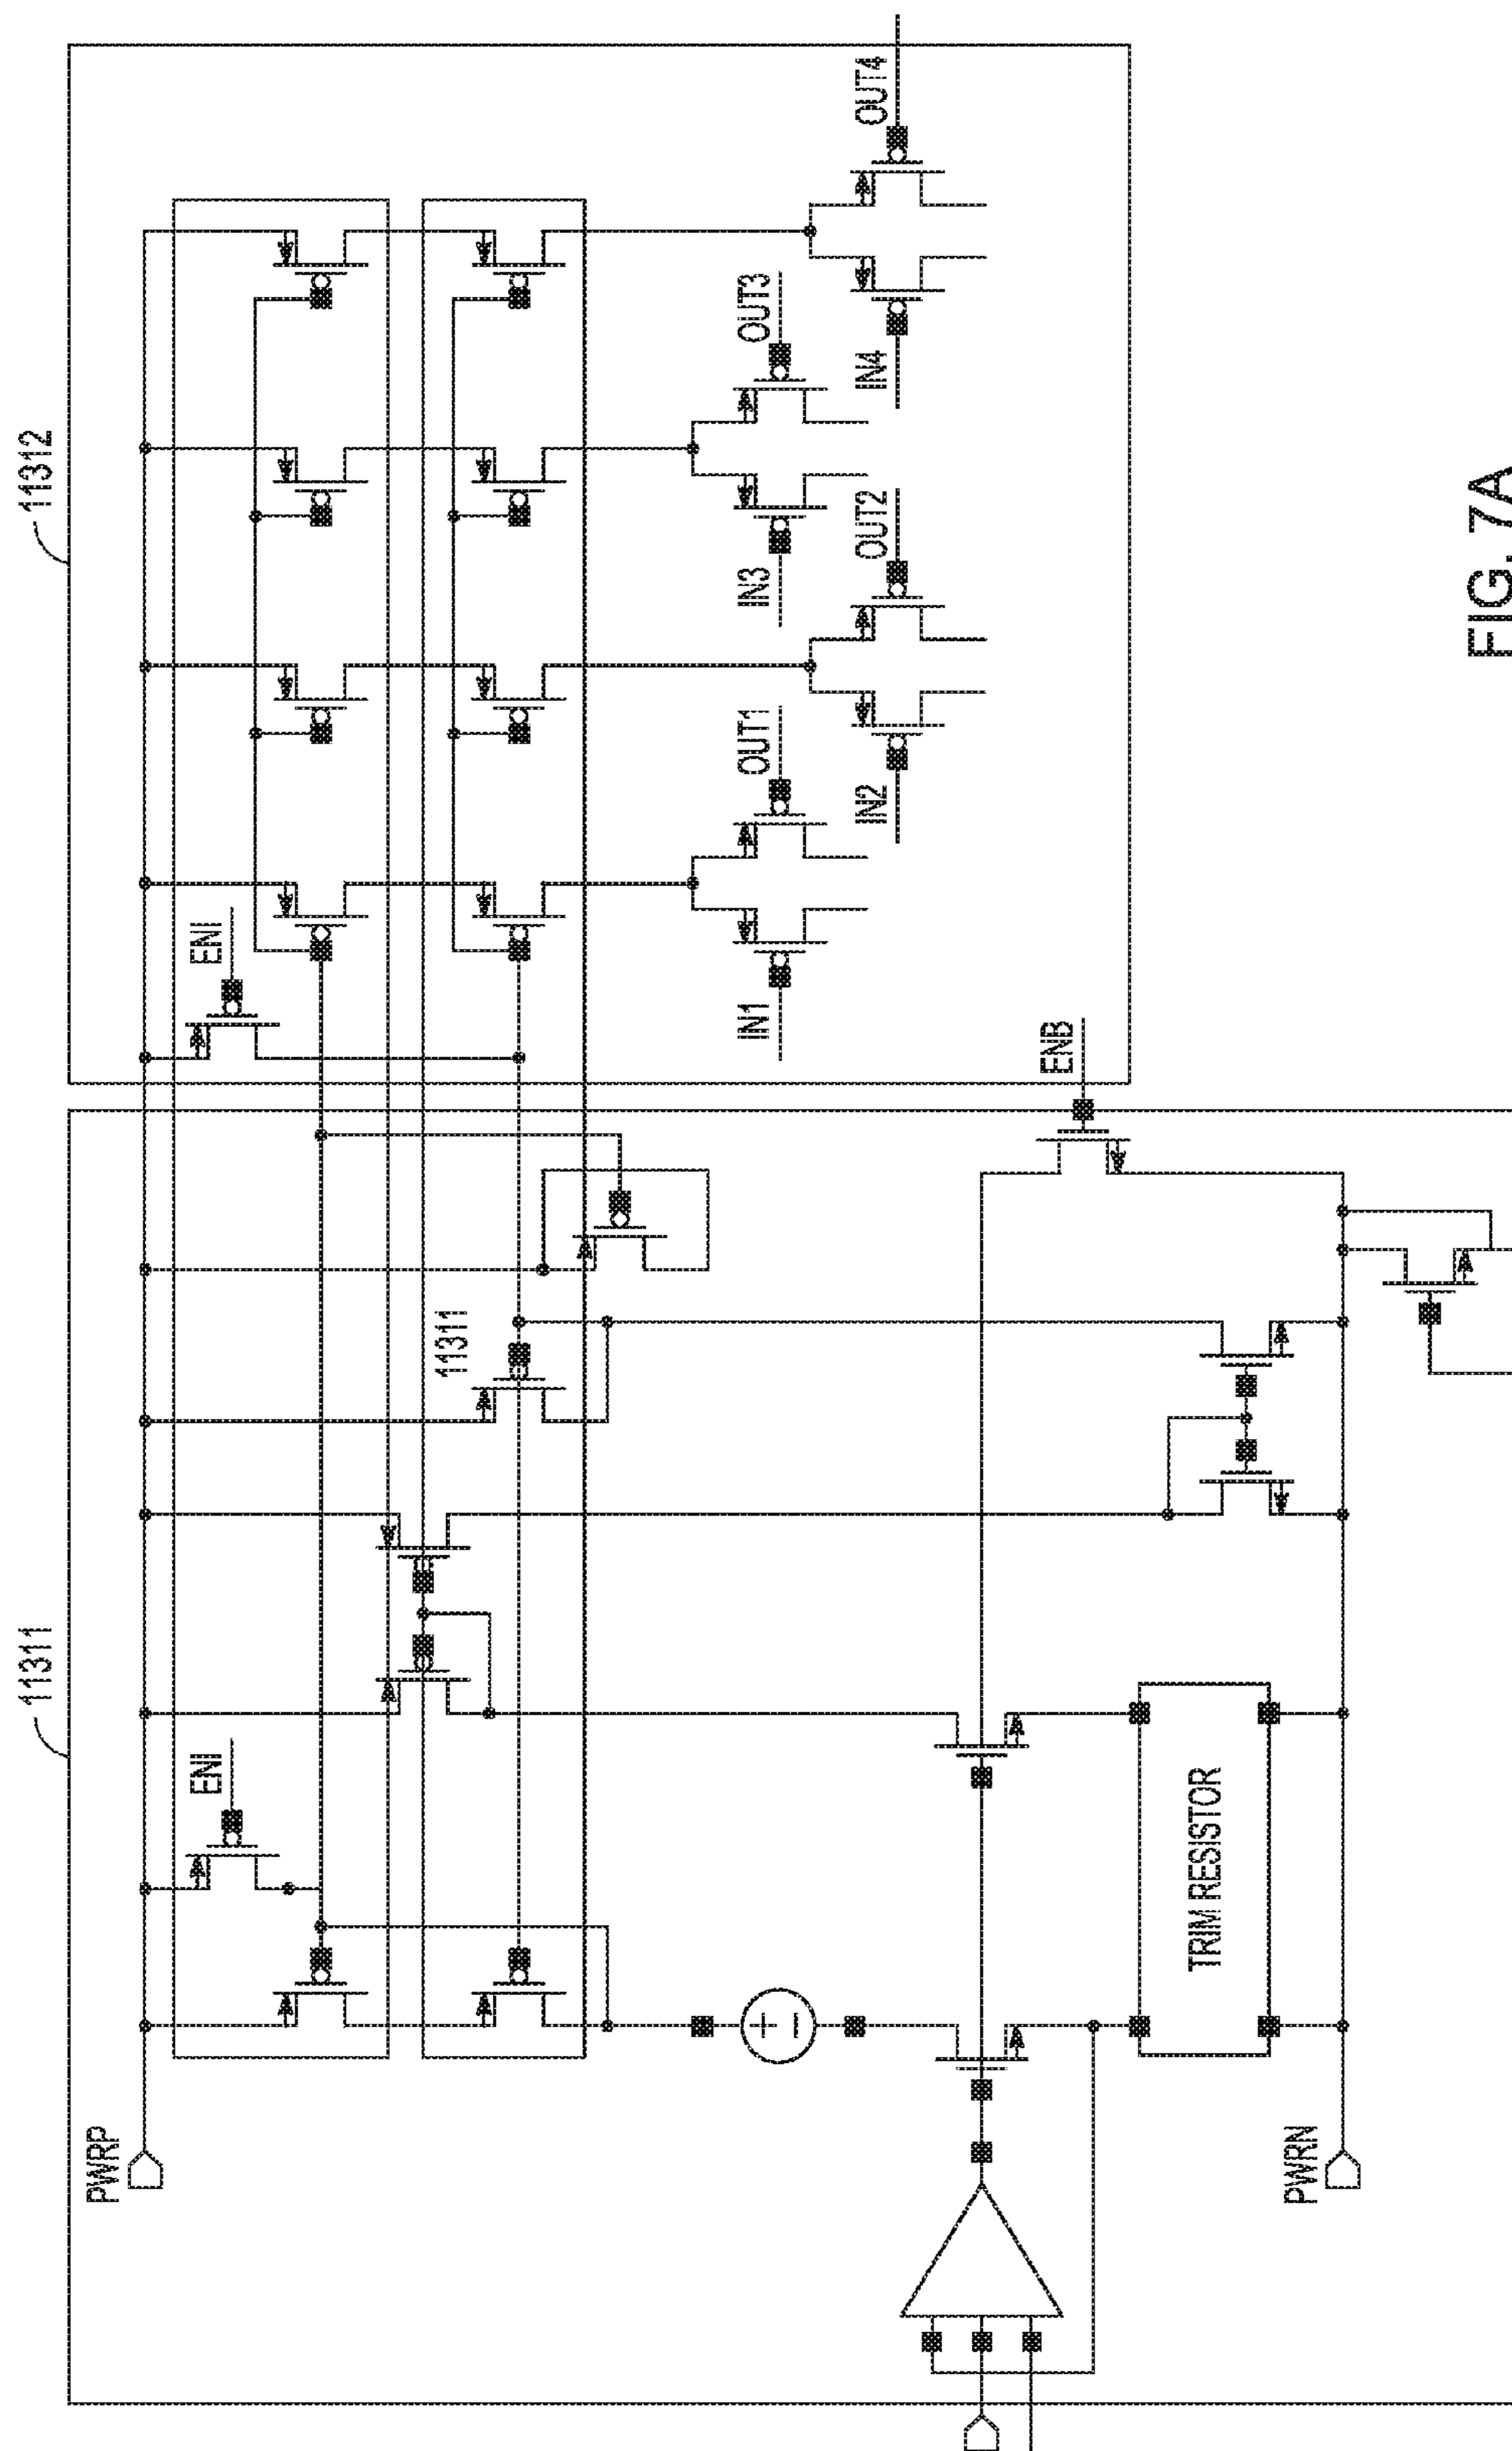 11311
11312
PWRP
ENI
ENI
11311
OUT1
OUT2
OUT3
OUT4
IN1
IN2
IN3
IN4
ENB
TRIM RESISTOR
PWRN
FIG. 7A